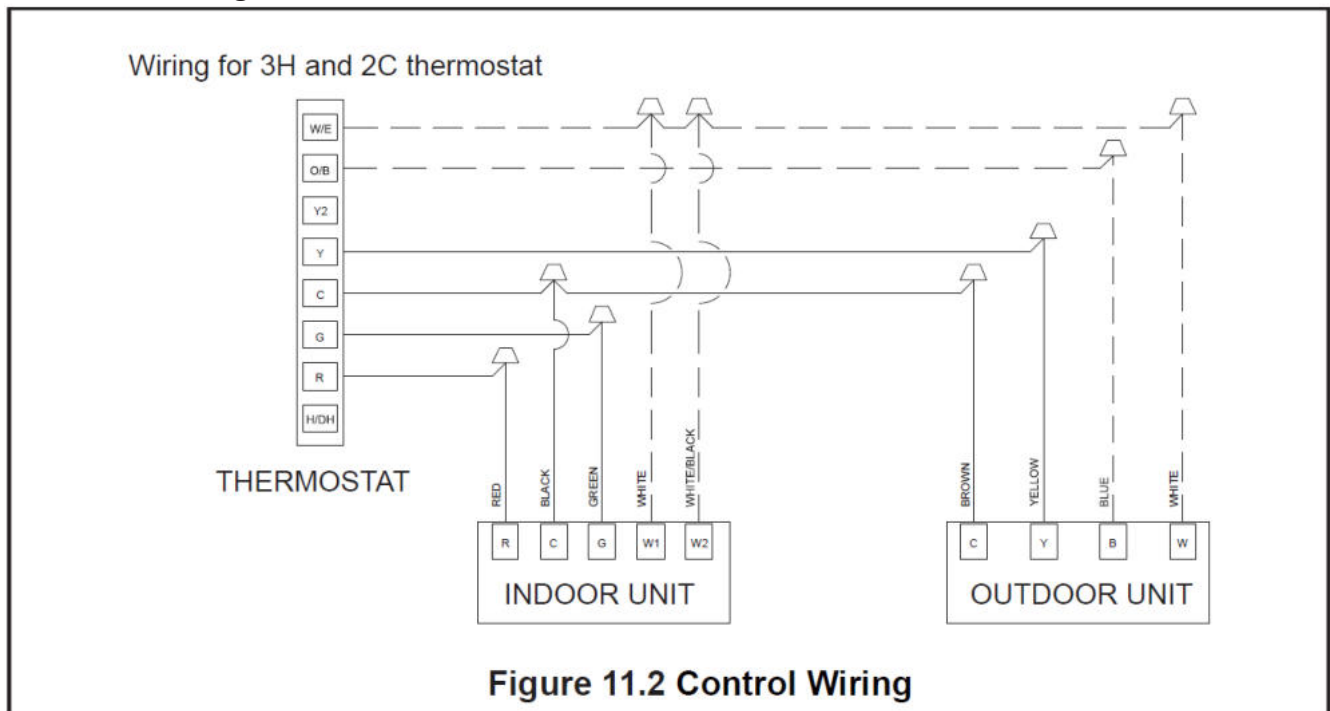 Wiring for 3H and 2C thermostat
W/E
O/B
Y2
Y
C
G
R
H/DH
THERMOSTAT
RED
BLACK
GREEN
WHITE
WHITE/BLACK
BROWN
YELLOW
BLUE
WHITE
R C G W1 W2
C Y B W
INDOOR UNIT
OUTDOOR UNIT
Figure 11.2 Control Wiring